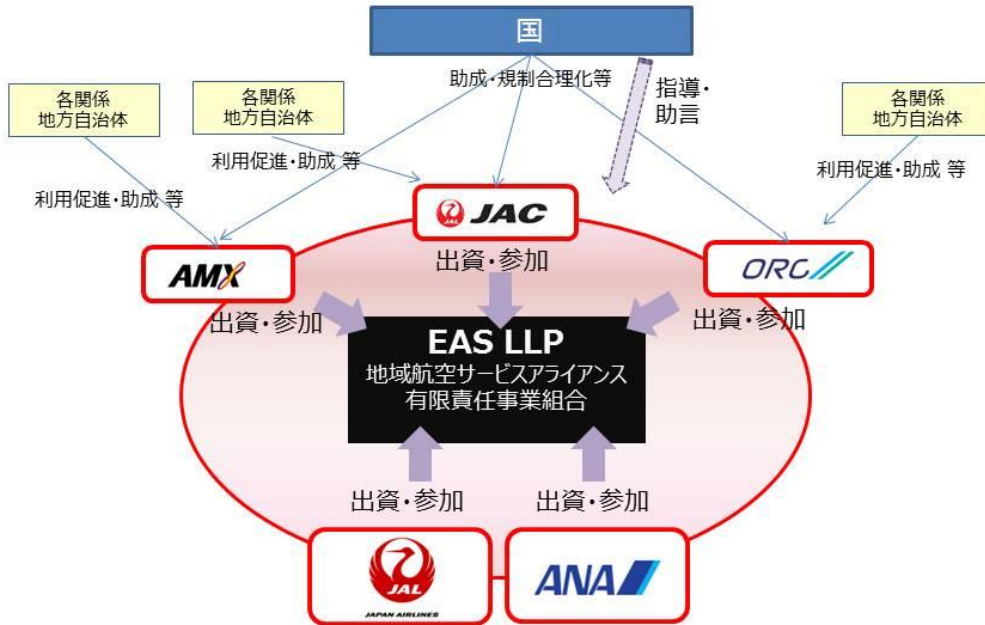 国
助成・規制合理化等
指導・
助言
各関係
地方自治体
各関係
地方自治体
各関係
地方自治体
利用促進・助成 等
利用促進・助成 等
利用促進・助成 等
JAL JAC
出資・参加
AMX
出資・参加
ORC
出資・参加
EAS LLP
地域航空サービスアライアンス
有限責任事業組合
出資・参加
出資・参加
JAL
JAPAN AIRLINES
ANA